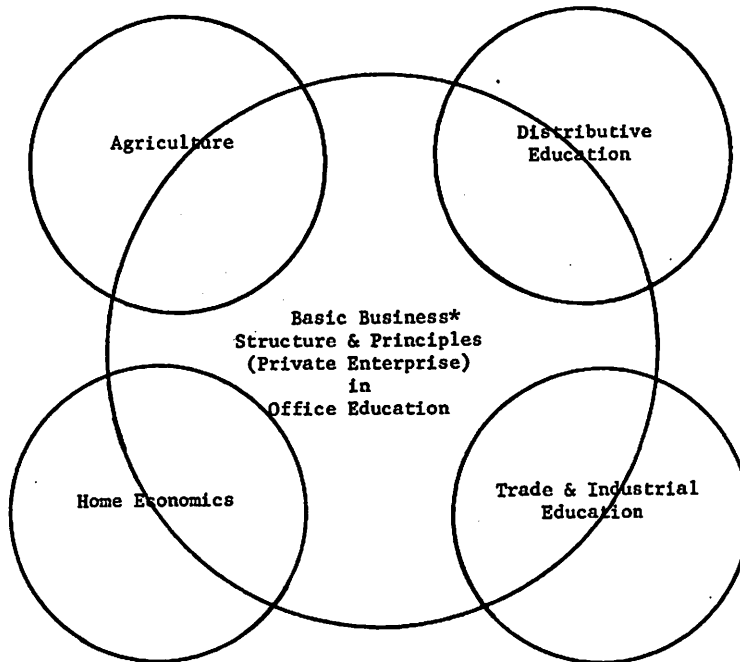 Agriculture
Distributive
Education
Basic Business*
Structure & Principles
(Private Enterprise)
in
Office Education
Home Economics
Trade & Industrial
Education